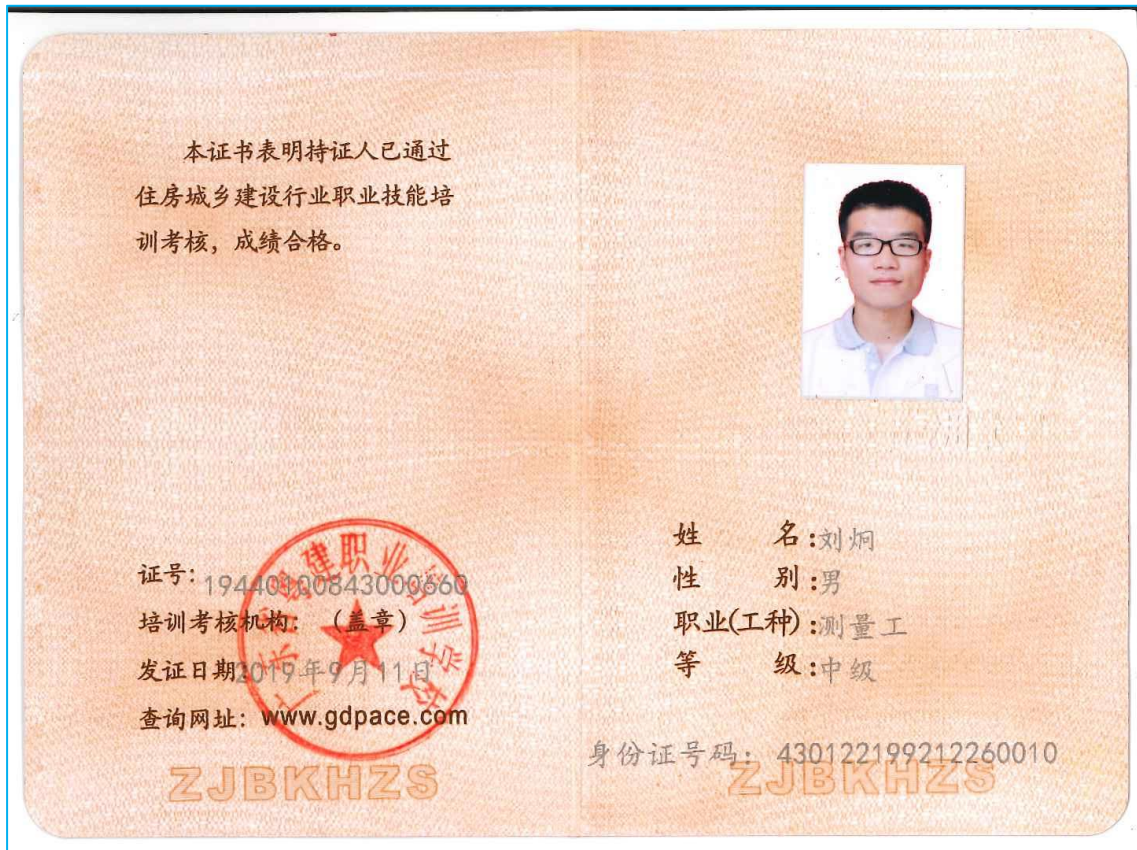 本证书表明持证人已通过
住房城乡建设行业职业技能培
训考核，成绩合格。
证号：19440100843000660
培训考核机构：（盖章）
发证日期2019年9月11日
查询网址：www.gdpace.com
ZJBKHZS
姓 名：刘炯
性 别：男
职业(工种)：测量工
等 级：中级
身份证号码：430122199212260010
ZJBKHZS